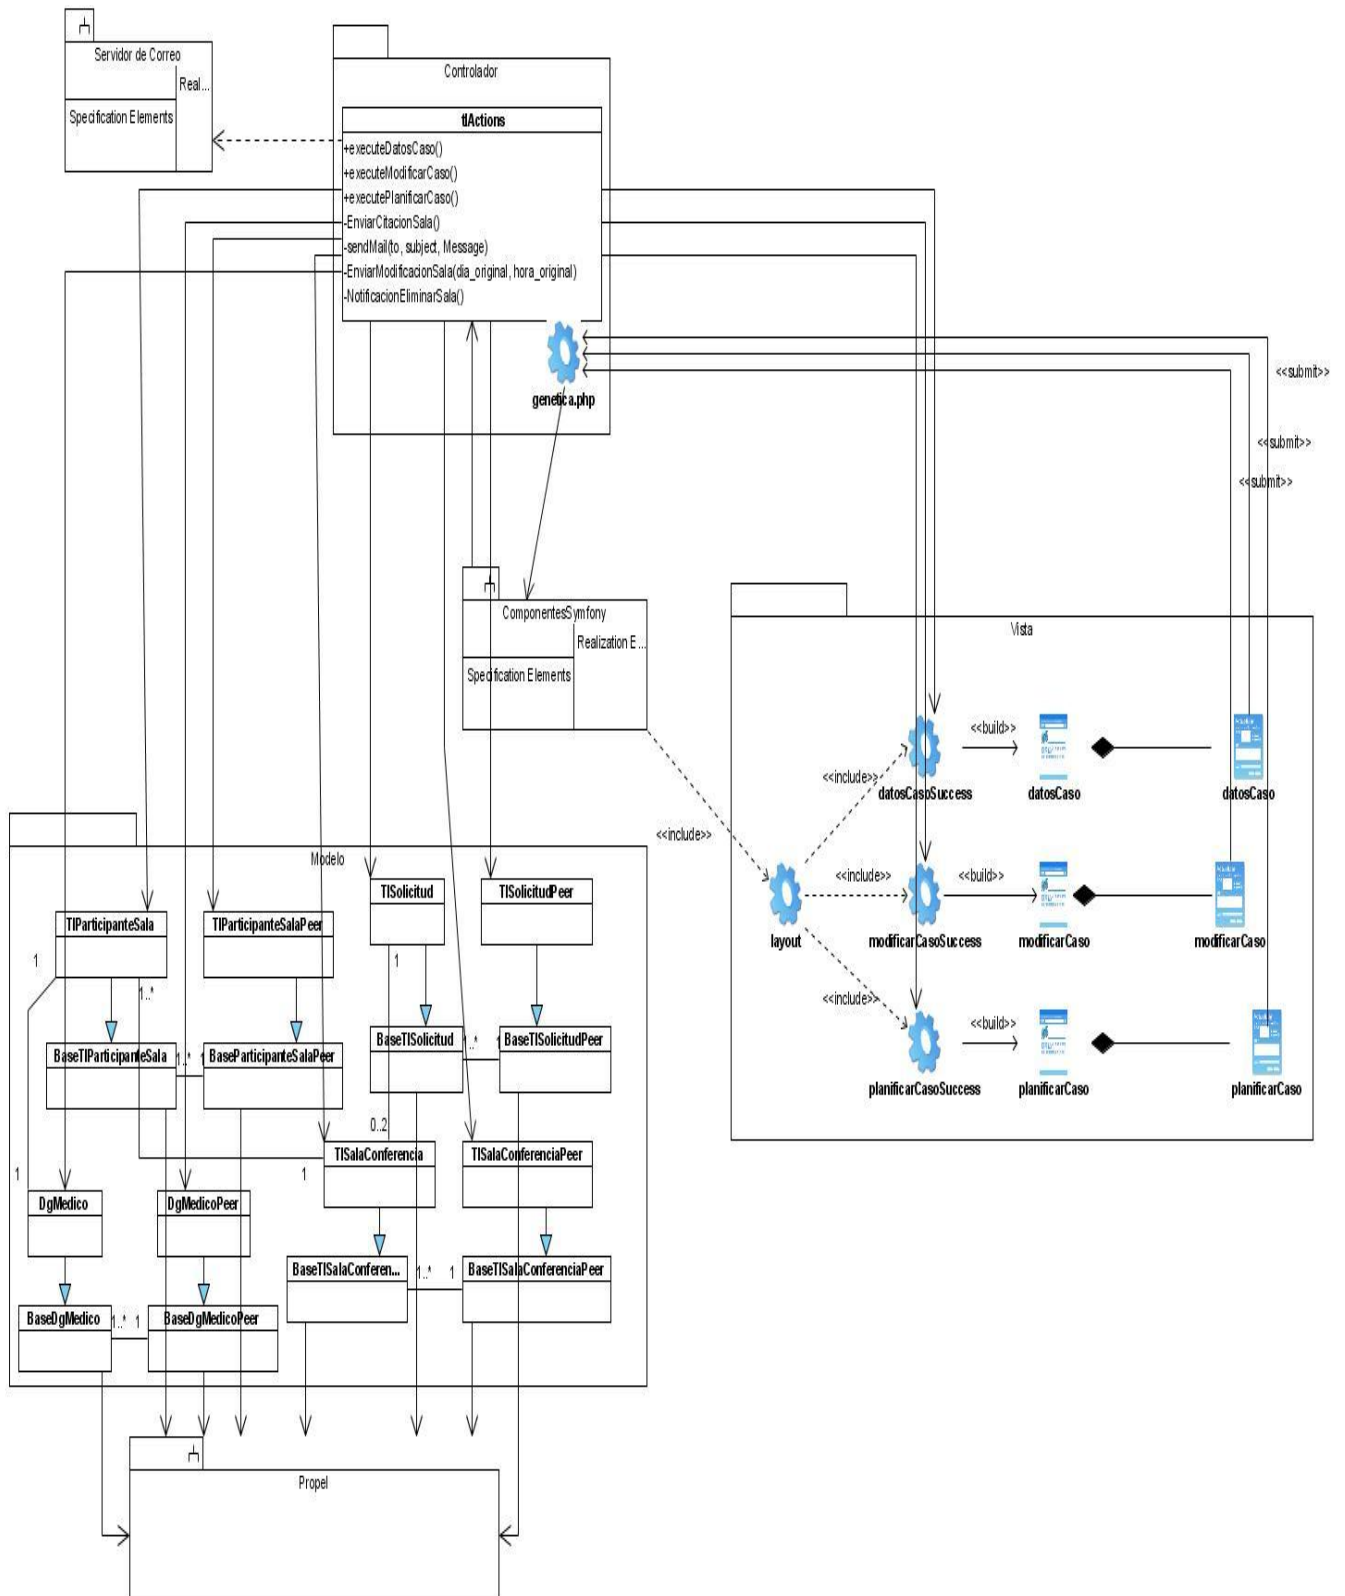 Servidor de Correo
Real...
Specification Elements
Controlador
tlActions
+executeDatosCaso()
+executeModificarCaso()
+executePlanificarCaso()
-EnviarCitacionSala()
-sendMail(to, subject, Message)
-EnviarModificacionSala(dia_original, hora_original)
-NotificacionEliminarSala()
genetica.php
<<submit>>
<<submit>>
<<submit>>
ComponentesSymfony
Realization E...
Specification Elements
Vista
<<build>>
<<include>>
datosCasoSuccess
datosCaso
datosCaso
<<include>>
<<include>>
<<build>>
layout
modificarCasoSuccess
modificarCaso
modificarCaso
<<include>>
<<build>>
planificarCasoSuccess
planificarCaso
planificarCaso
Modelo
TlSolicitud
TlSolicitudPeer
TlParticipanteSala
TlParticipanteSalaPeer
1
1
1..*
BaseTlSolicitud
1..*
1
BaseTlSolicitudPeer
BaseTlParticipanteSala
1..*
1
BaseParticipanteSalaPeer
0..2
TlSalaConferencia
TlSalaConferenciaPeer
1
1
DgMedico
DgMedicoPeer
BaseTlSalaConferen...
1..*
1
BaseTlSalaConferenciaPeer
BaseDgMedico
1..*
1
BaseDgMedicoPeer
Propel